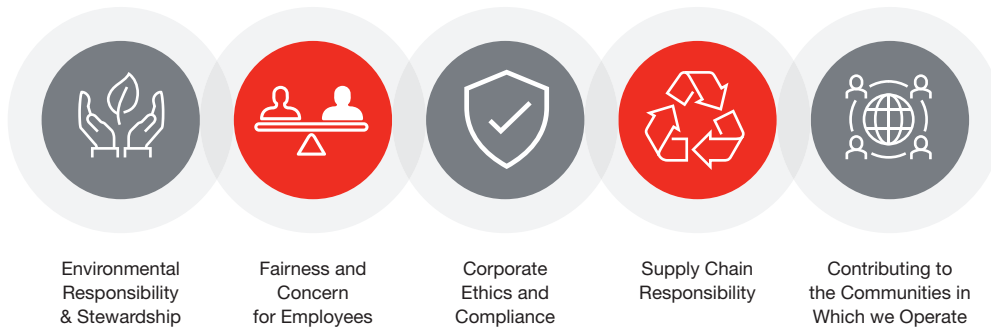 Environmental
Responsibility
& Stewardship
Fairness and
Concern
for Employees
Corporate
Ethics and
Compliance
Supply Chain
Responsibility
Contributing to
the Communities in
Which we Operate